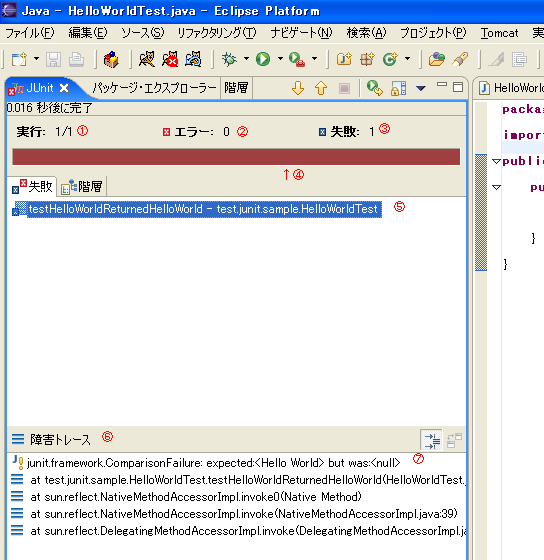 Java - HelloWorldTest.java - Eclipse Platform
ファイル(F) 編集(E) ソース(S) リファクタリング(T) ナビゲート(N) 検索(A) プロジェクト(P) Tomcat 実
JUnit パッケージ・エクスプローラー 階層 HelloWorld
0.016 秒後に完了
実行: 1/1 ① エラー: 0 ② 失敗: 1 ③
↑④
失敗 階層
testHelloWorldReturnedHelloWorld - test.junit.sample.HelloWorldTest ⑤
packa
import
public
pu
}
}
障害トレース ⑥
junit.framework.ComparisonFailure: expected:<Hello World> but was:<null> ⑦
at test.junit.sample.HelloWorldTest.testHelloWorldReturnedHelloWorld(HelloWorldTest.
at sun.reflect.NativeMethodAccessorImpl.invoke0(Native Method)
at sun.reflect.NativeMethodAccessorImpl.invoke(NativeMethodAccessorImpl.java:39)
at sun.reflect.DelegatingMethodAccessorImpl.invoke(DelegatingMethodAccessorImpl.ja